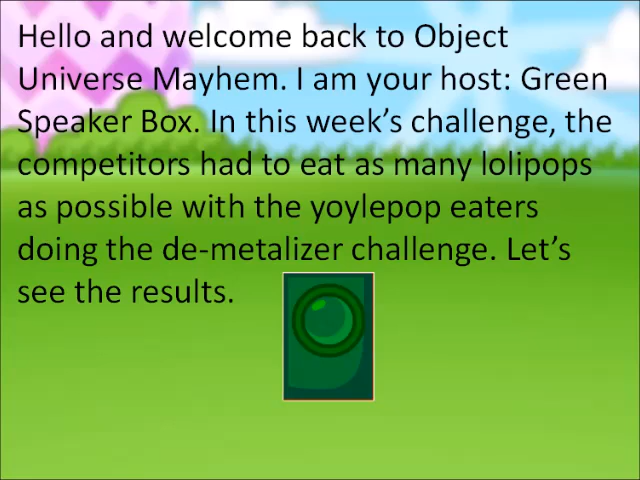 Hello and welcome back to Object
Universe Mayhem. I am your host: Green
Speaker Box. In this week’s challenge, the
competitors had to eat as many lolipops
as possible with the yoylepop eaters
doing the de-metalizer challenge. Let’s
see the results.